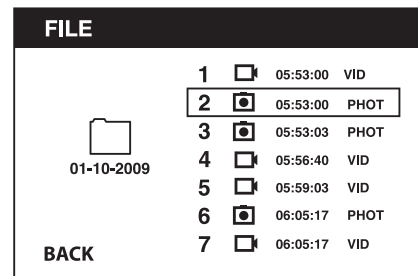 FILE
1 05:53:00 VID
2 05:53:00 PHOT
3 05:53:03 PHOT
4 05:56:40 VID
5 05:59:03 VID
6 06:05:17 PHOT
7 06:05:17 VID
01-10-2009
BACK